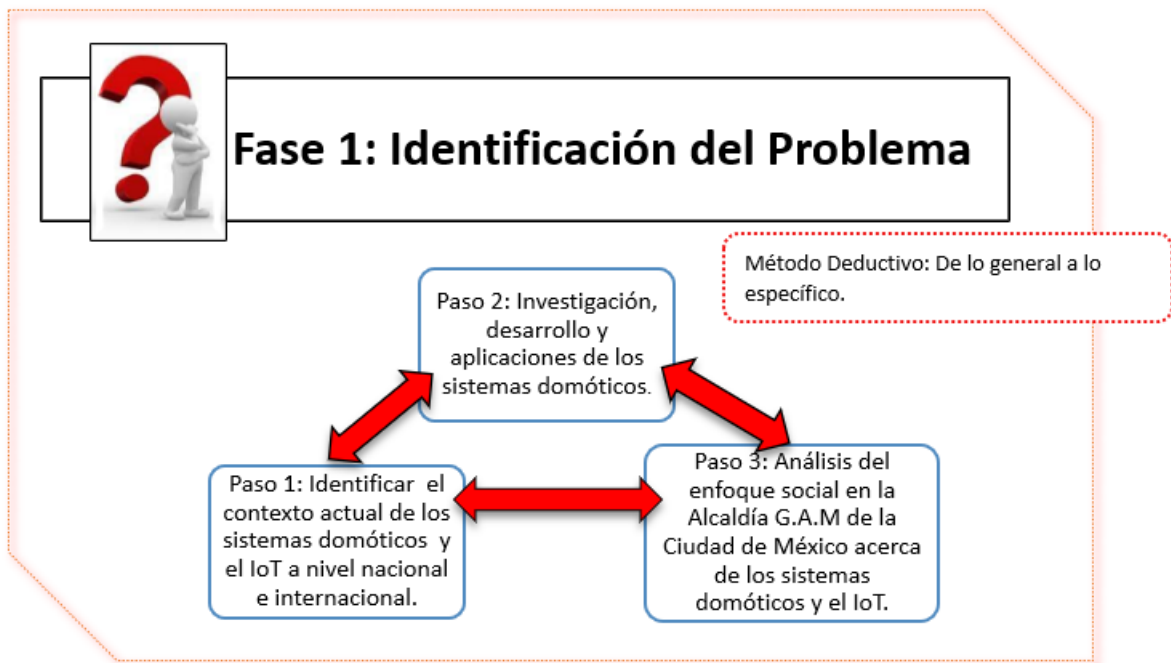 Fase 1: Identificación del Problema
Método Deductivo: De lo general a lo
específico.
Paso 2: Investigación,
desarrollo y
aplicaciones de los
sistemas domóticos.
Paso 1: Identificar el
contexto actual de los
sistemas domóticos y
el IoT a nivel nacional
e internacional.
Paso 3: Análisis del
enfoque social en la
Alcaldía G.A.M de la
Ciudad de México acerca
de los sistemas
domóticos y el IoT.